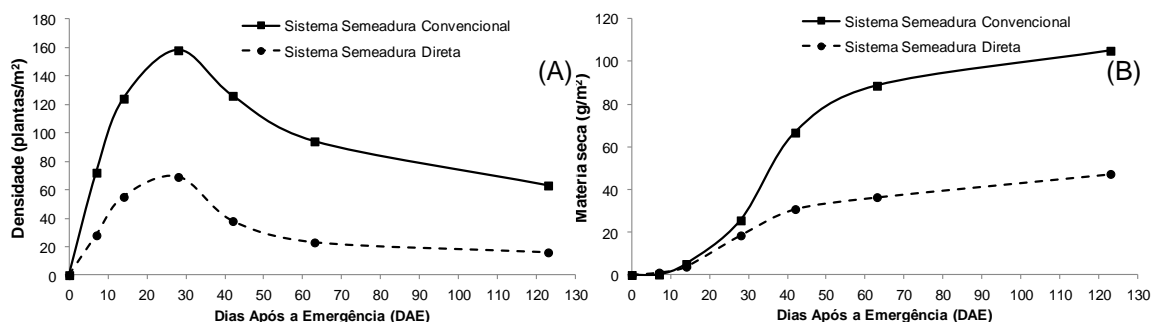 Densidade (plantas/m²)
180
160
140
120
100
80
60
40
20
0
Sistema Semeadura Convencional
Sistema Semeadura Direta
(A)
0 10 20 30 40 50 60 70 80 90 100 110 120 130
Dias Após a Emergência (DAE)
Materia seca (g/m²)
120
100
80
60
40
20
0
Sistema Semeadura Convencional
Sistema Semeadura Direta
(B)
0 10 20 30 40 50 60 70 80 90 100 110 120 130
Dias Após a Emergência (DAE)